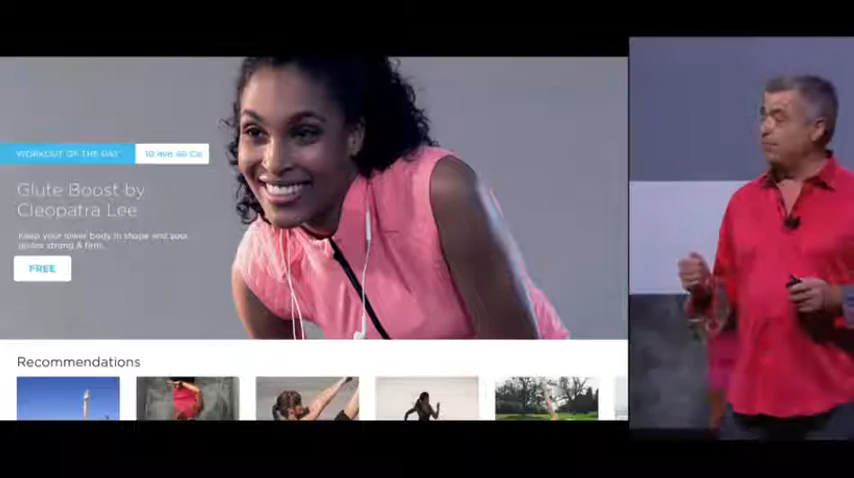 WORKOUT OF THE DAY
Glute Boost by
Cleopatra Lee
Keep your lower body in shape and your
glutes strong & firm.
FREE
Recommendations